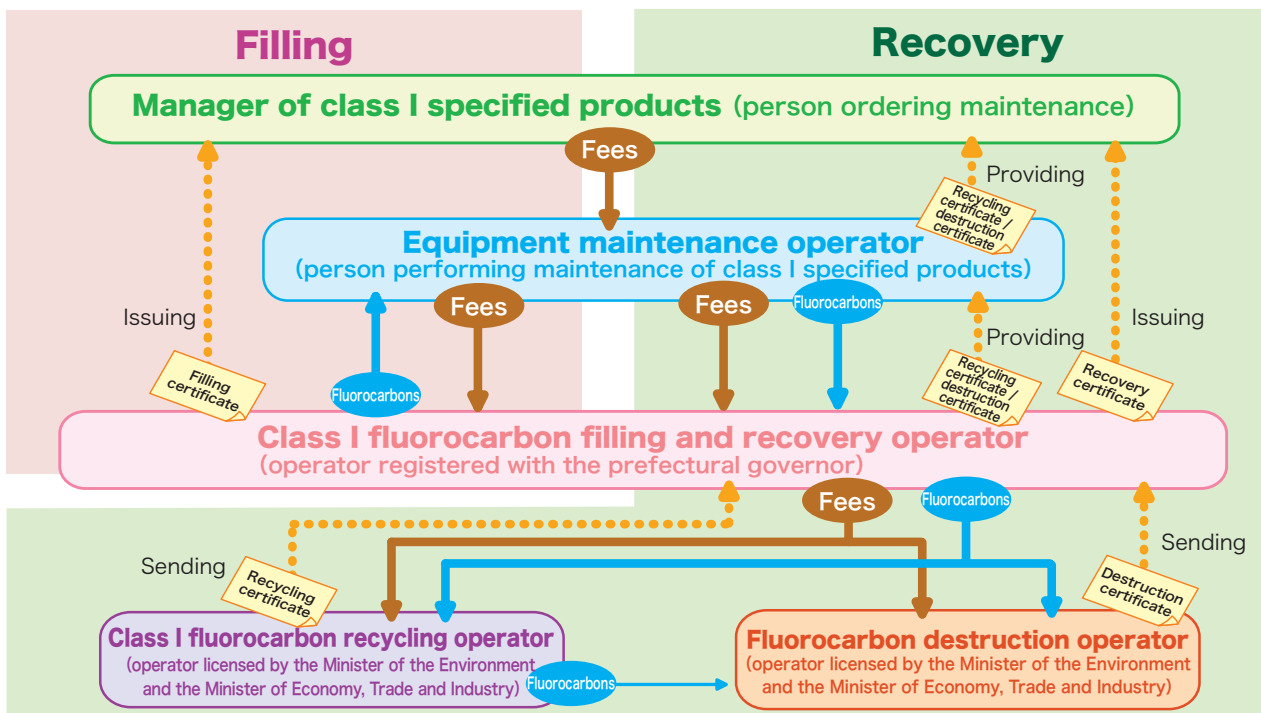 Filling
Recovery
Manager of class I specified products (person ordering maintenance)
Fees
Providing
Recycling
certificate /
destruction
certificate
Equipment maintenance operator
(person performing maintenance of class I specified products)
Issuing
Fees
Fees
Fluorocarbons
Issuing
Providing
Filling
certificate
Fluorocarbons
Recycling
certificate /
destruction
certificate
Recovery
certificate
Class I fluorocarbon filling and recovery operator
(operator registered with the prefectural governor)
Fees
Fluorocarbons
Sending
Recycling
certificate
Sending
Destruction
certificate
Class I fluorocarbon recycling operator
(operator licensed by the Minister of the Environment
and the Minister of Economy, Trade and Industry)
Fluorocarbons
Fluorocarbon destruction operator
(operator licensed by the Minister of the Environment
and the Minister of Economy, Trade and Industry)